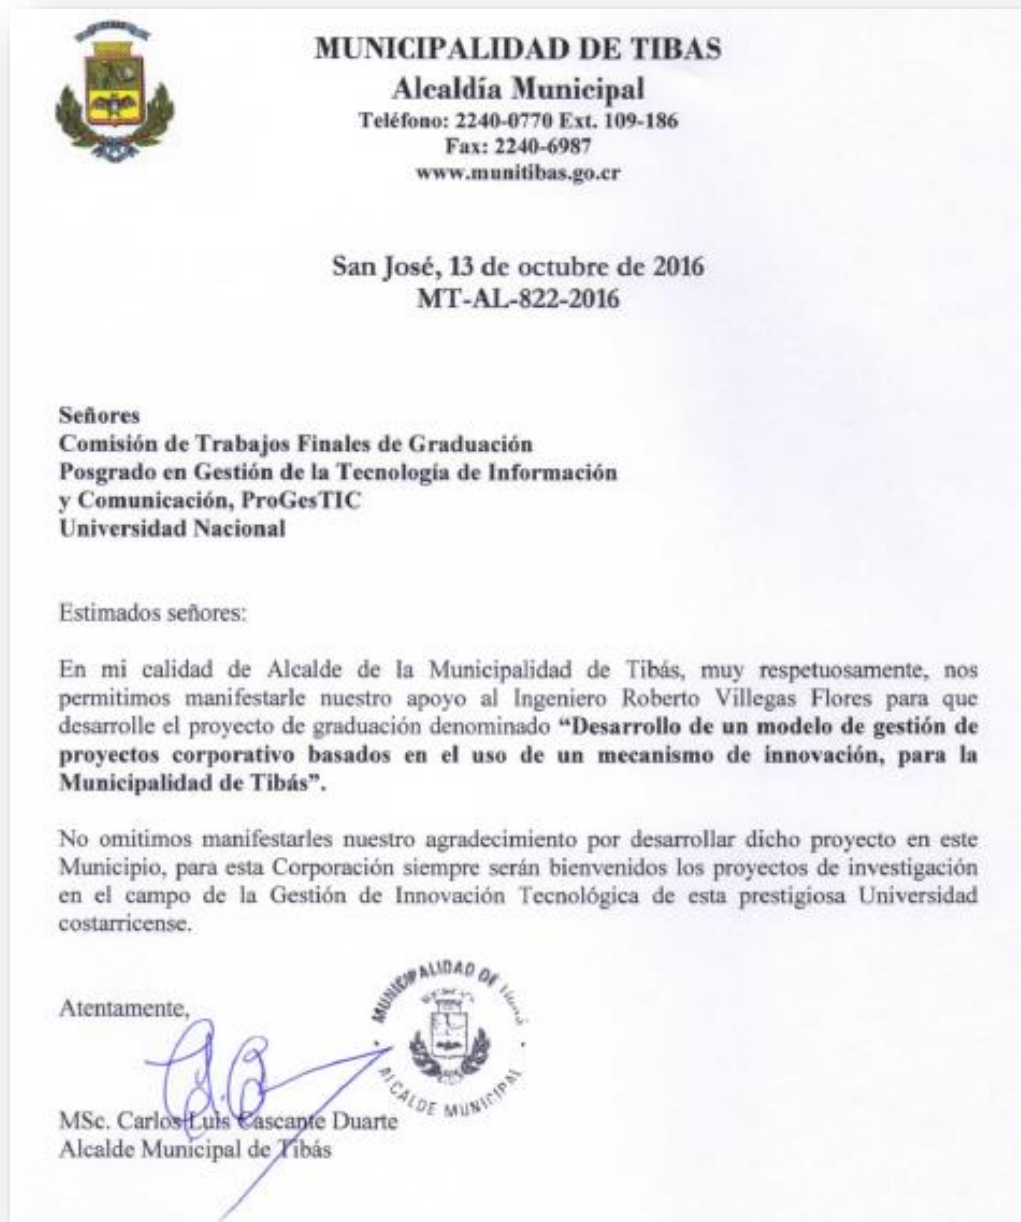 MUNICIPALIDAD DE TIBAS
Alcaldía Municipal
Teléfono: 2240-0770 Ext. 109-186
Fax: 2240-6987
www.munitibas.go.cr
San José, 13 de octubre de 2016
MT-AL-822-2016
Señores
Comisión de Trabajos Finales de Graduación
Posgrado en Gestión de la Tecnología de Información
y Comunicación, ProGesTIC
Universidad Nacional
Estimados señores:
En mi calidad de Alcalde de la Municipalidad de Tibás, muy respetuosamente, nos
permitimos manifestarle nuestro apoyo al Ingeniero Roberto Villegas Flores para que
desarrolle el proyecto de graduación denominado “Desarrollo de un modelo de gestión de
proyectos corporativo basados en el uso de un mecanismo de innovación, para la
Municipalidad de Tibás”.
No omitimos manifestarles nuestro agradecimiento por desarrollar dicho proyecto en este
Municipio, para esta Corporación siempre serán bienvenidos los proyectos de investigación
en el campo de la Gestión de Innovación Tecnológica de esta prestigiosa Universidad
costarricense.
Atentamente,
MUNICIPALIDAD DE
ALCALDE MUNICIPAL
MSc. Carlos Luis Cascante Duarte
Alcalde Municipal de Tibás